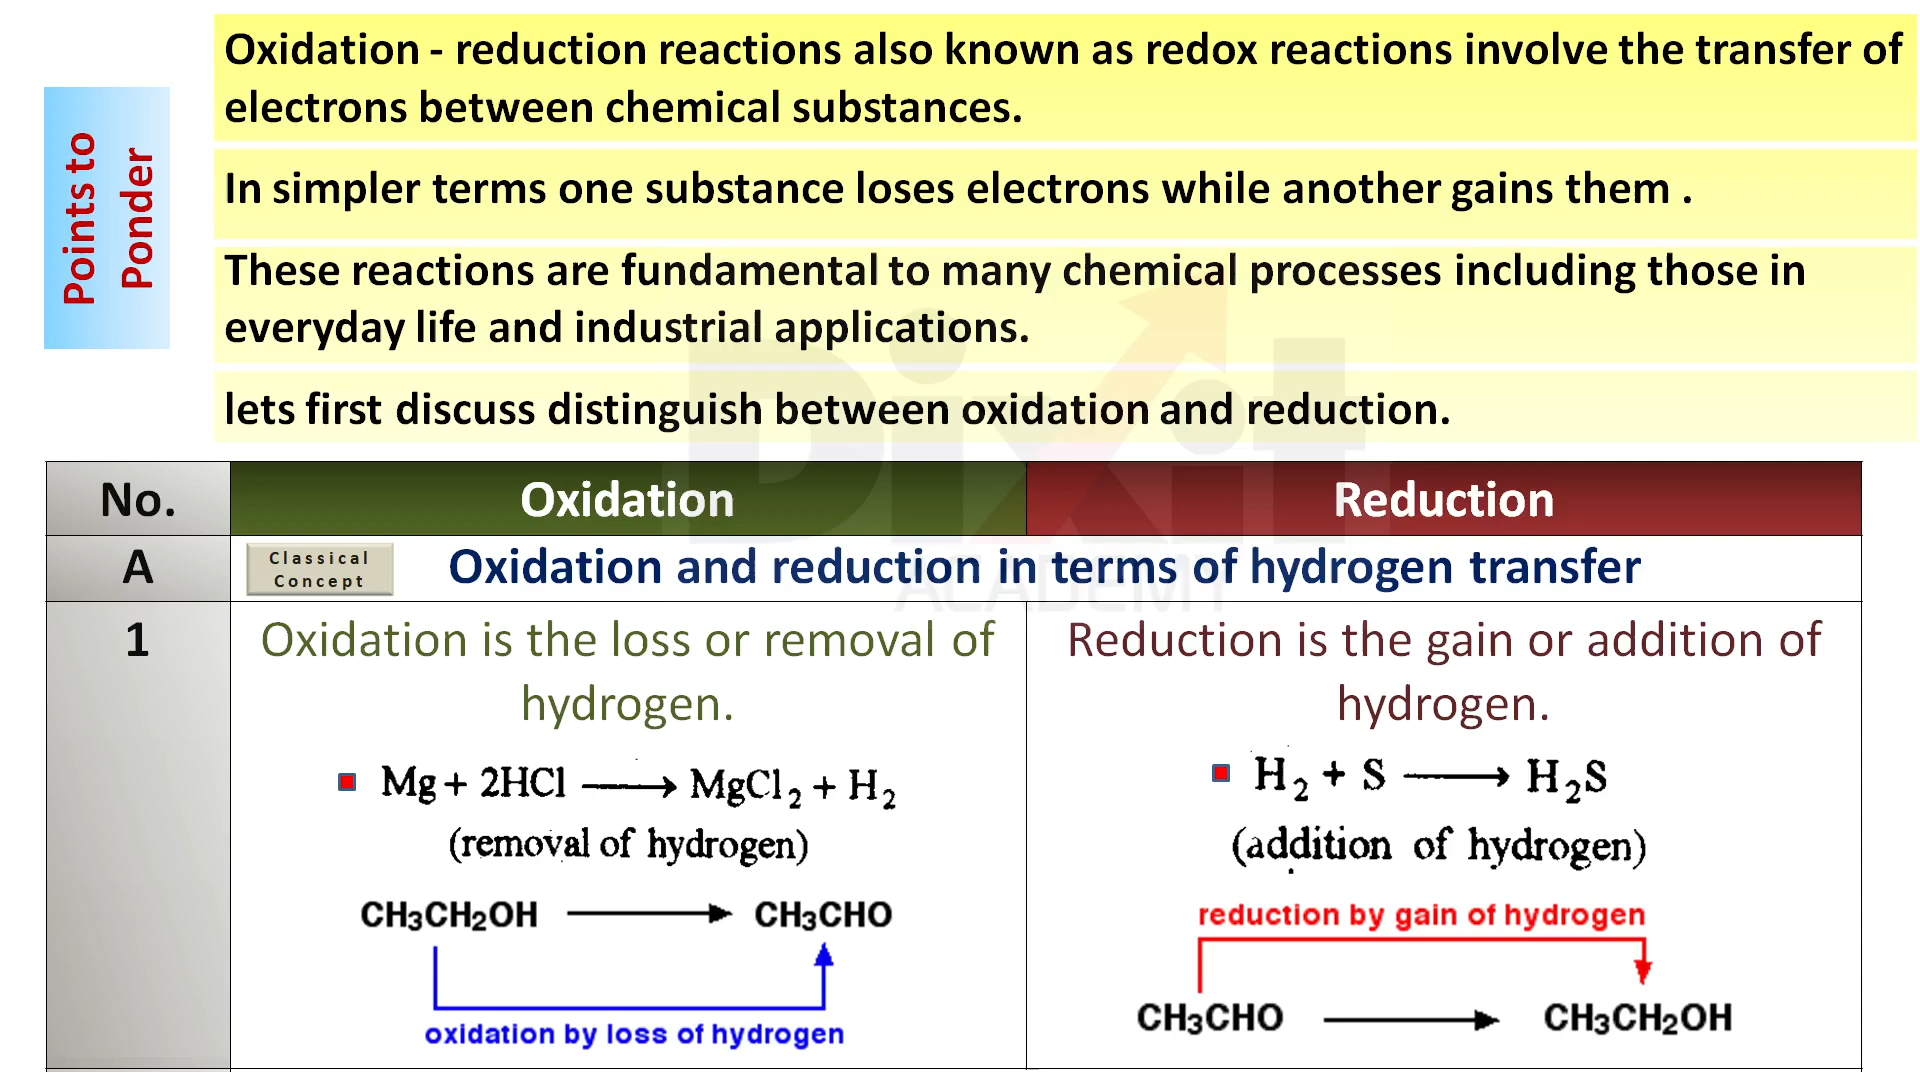 Oxidation - reduction reactions also known as redox reactions involve the transfer of
electrons between chemical substances.
Points to
Ponder
In simpler terms one substance loses electrons while another gains them .
These reactions are fundamental to many chemical processes including those in
everyday life and industrial applications.
lets first discuss distinguish between oxidation and reduction.
Dixit
ACADEMY
No.
Oxidation
Reduction
A
Classical
Concept
Oxidation and reduction in terms of hydrogen transfer
1
Oxidation is the loss or removal of
hydrogen.
Mg + 2HCl ⟶ MgCl₂ + H₂
(removal of hydrogen)
CH₃CH₂OH ⟶ CH₃CHO
oxidation by loss of hydrogen
Reduction is the gain or addition of
hydrogen.
H₂ + S ⟶ H₂S
(addition of hydrogen)
reduction by gain of hydrogen
CH₃CHO ⟶ CH₃CH₂OH